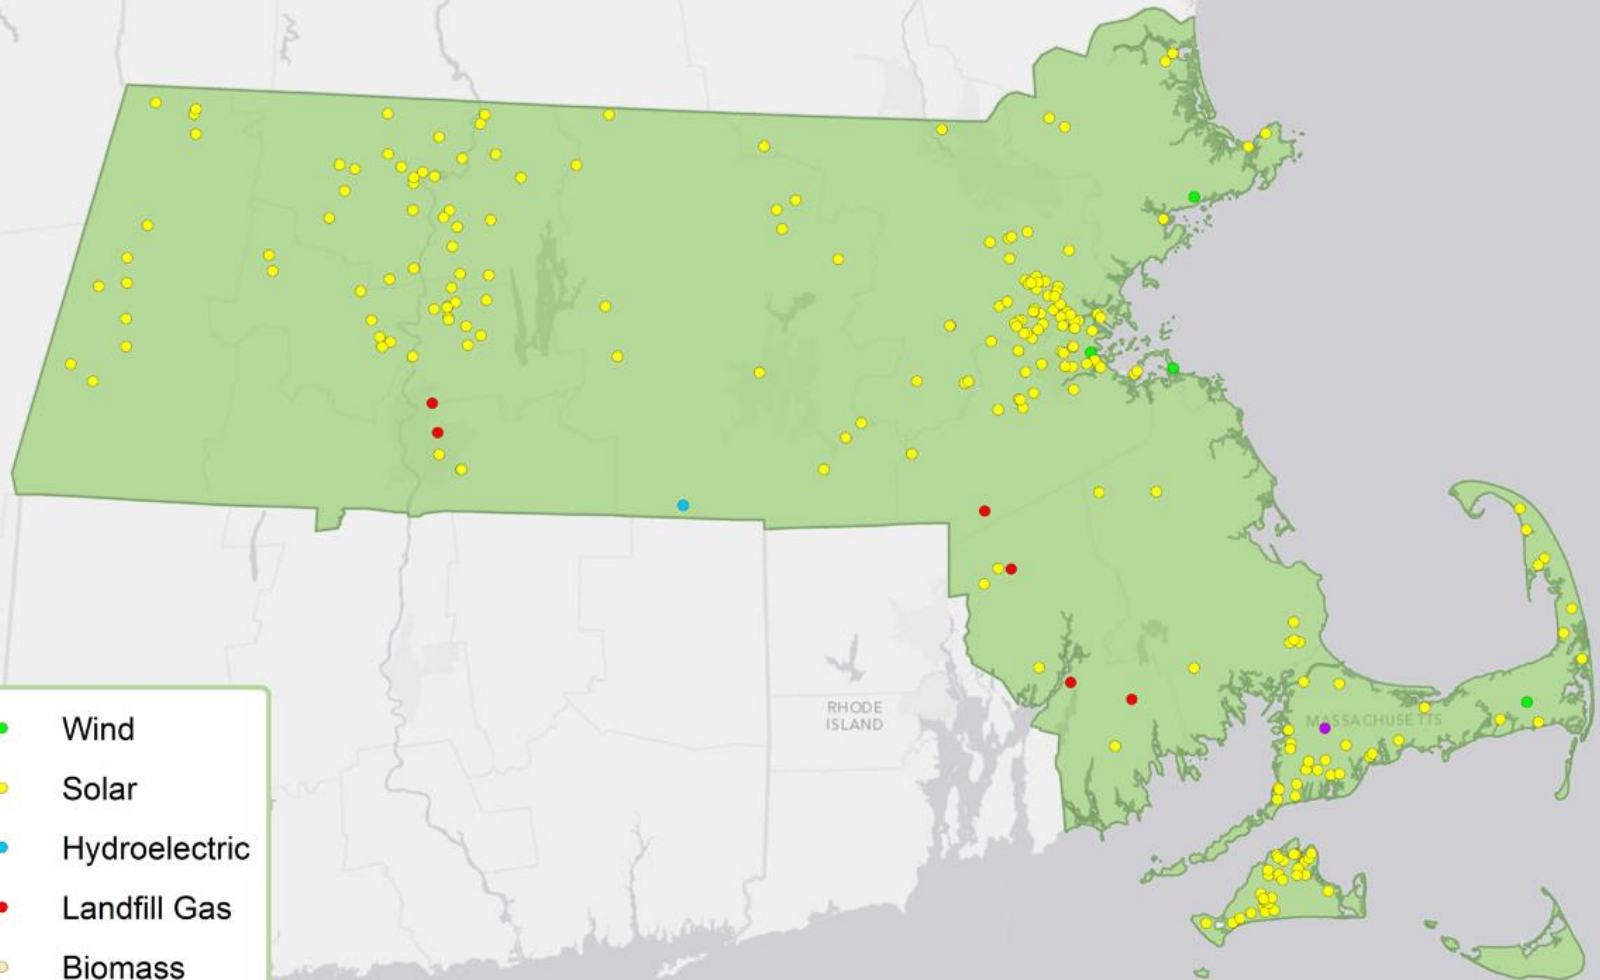 RHODE
ISLAND
MASSACHUSETTS
Wind
Solar
Hydroelectric
Landfill Gas
Biomass